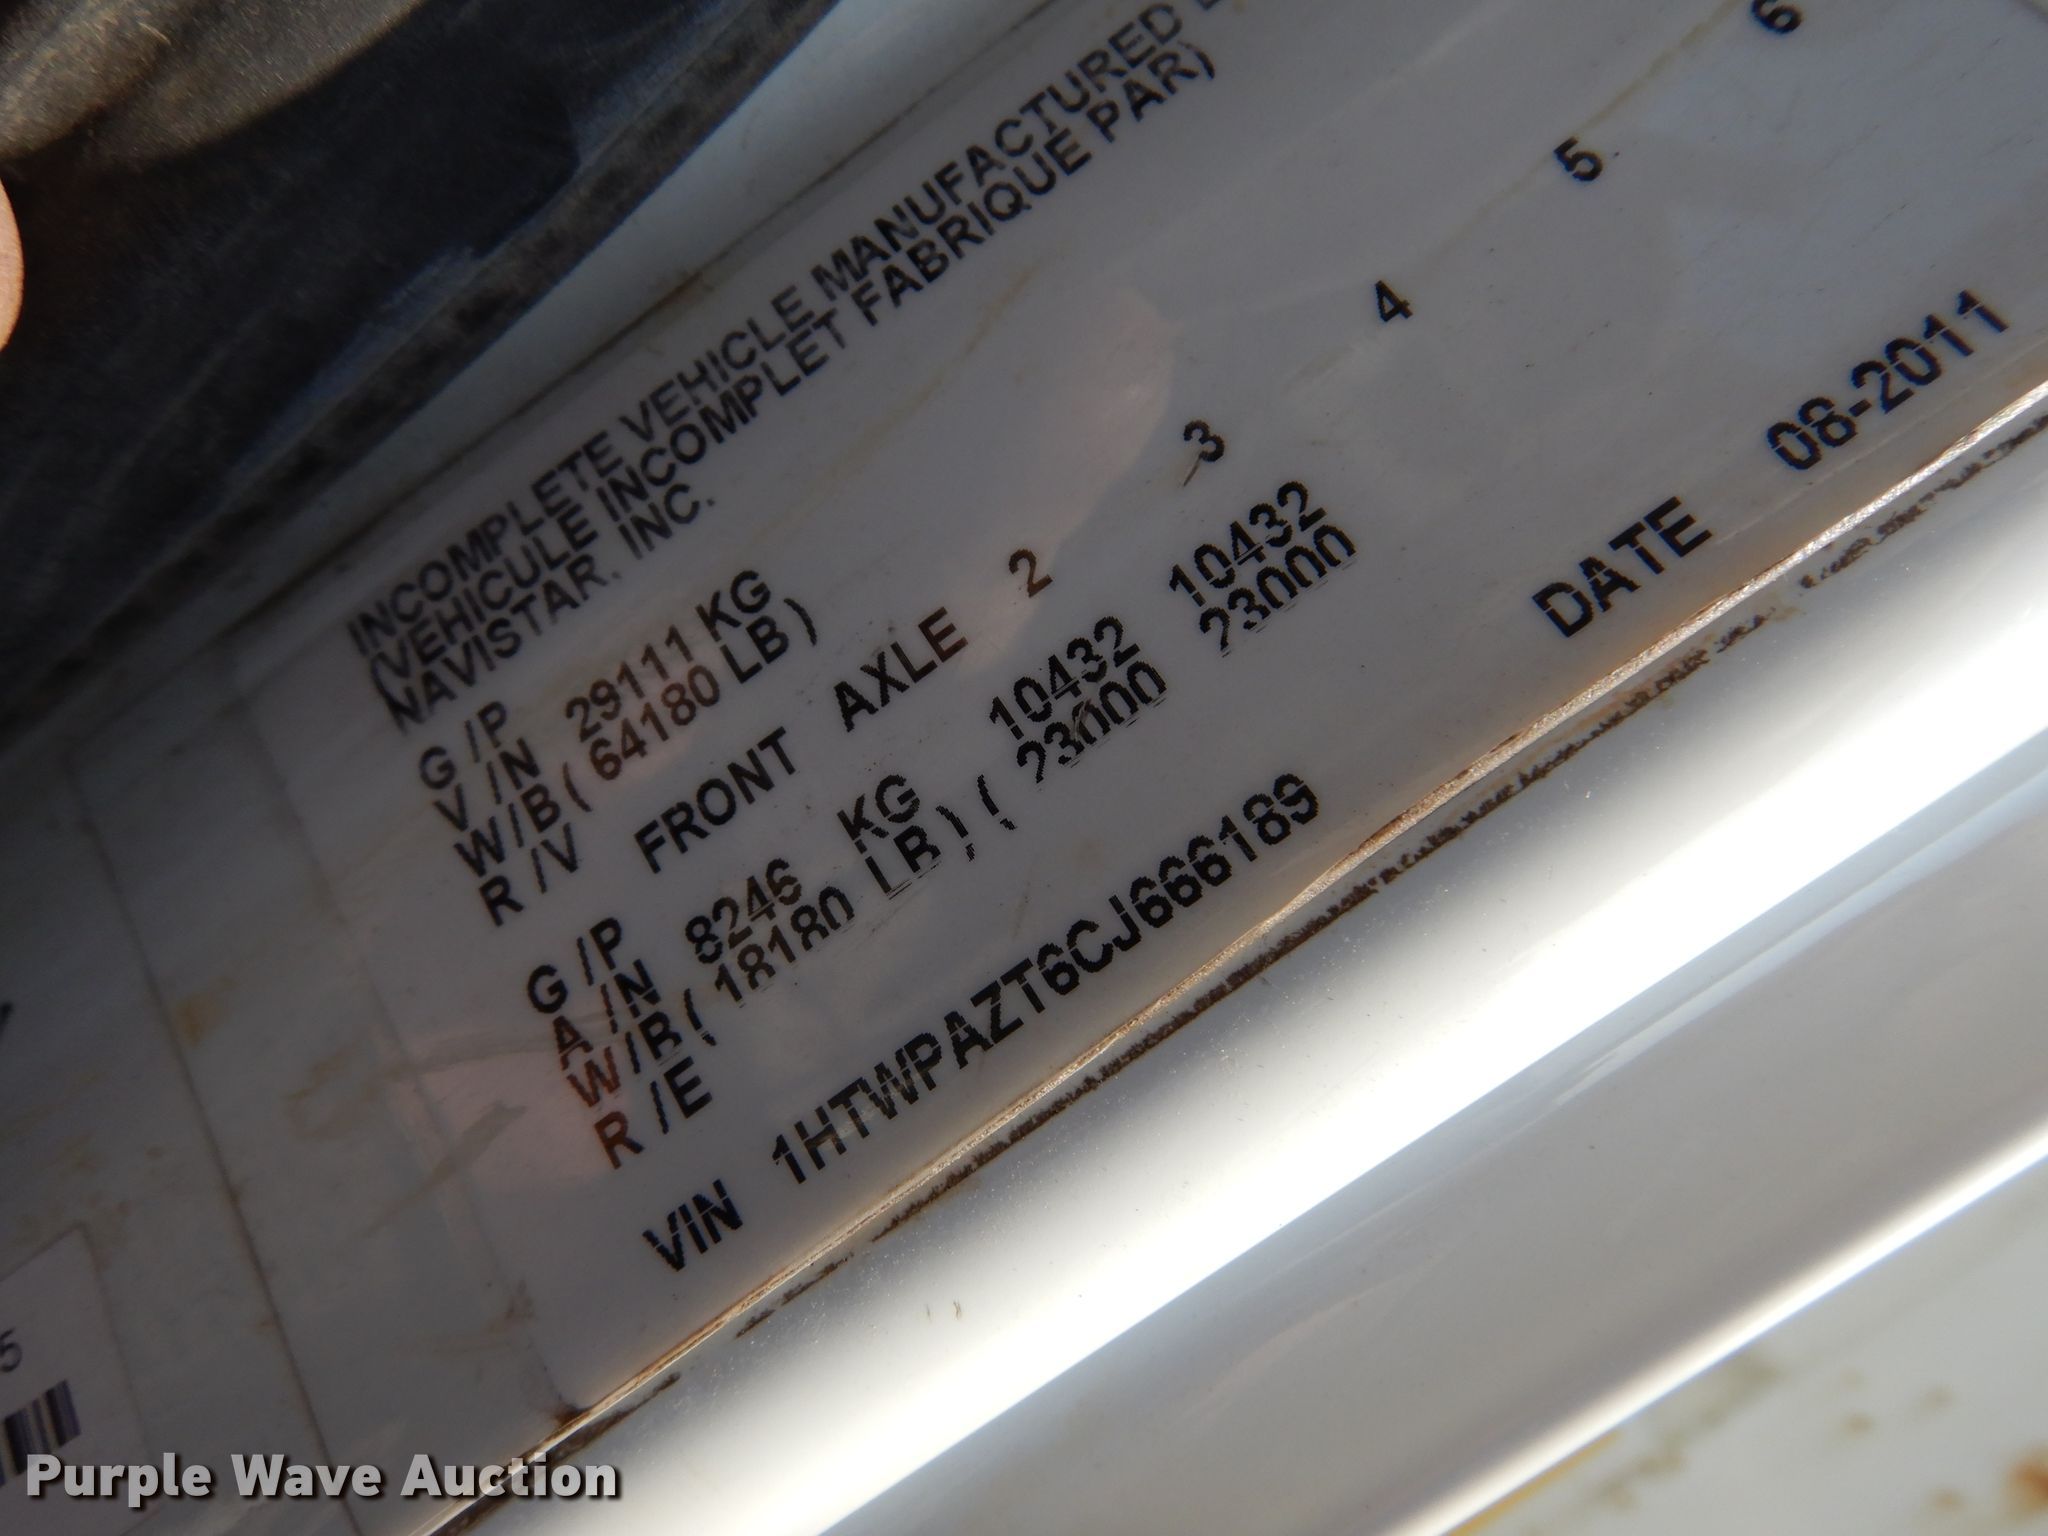 INCOMPLETE VEHICLE MANUFACTURED
(VEHICULE INCOMPLET FABRIQUE PAR)
NAVISTAR, INC.
G/P
V/N 29111 KG
W/B (64180 LB)
R/V FRONT AXLE 2 3 4 5 6
G/P
A/N 8246 KG 10432 10432
W/B (18180 LB) (23000 23000
R/E
VIN 1HTWPAZT6CJ666189 DATE 08-2011
5
Purple Wave Auction